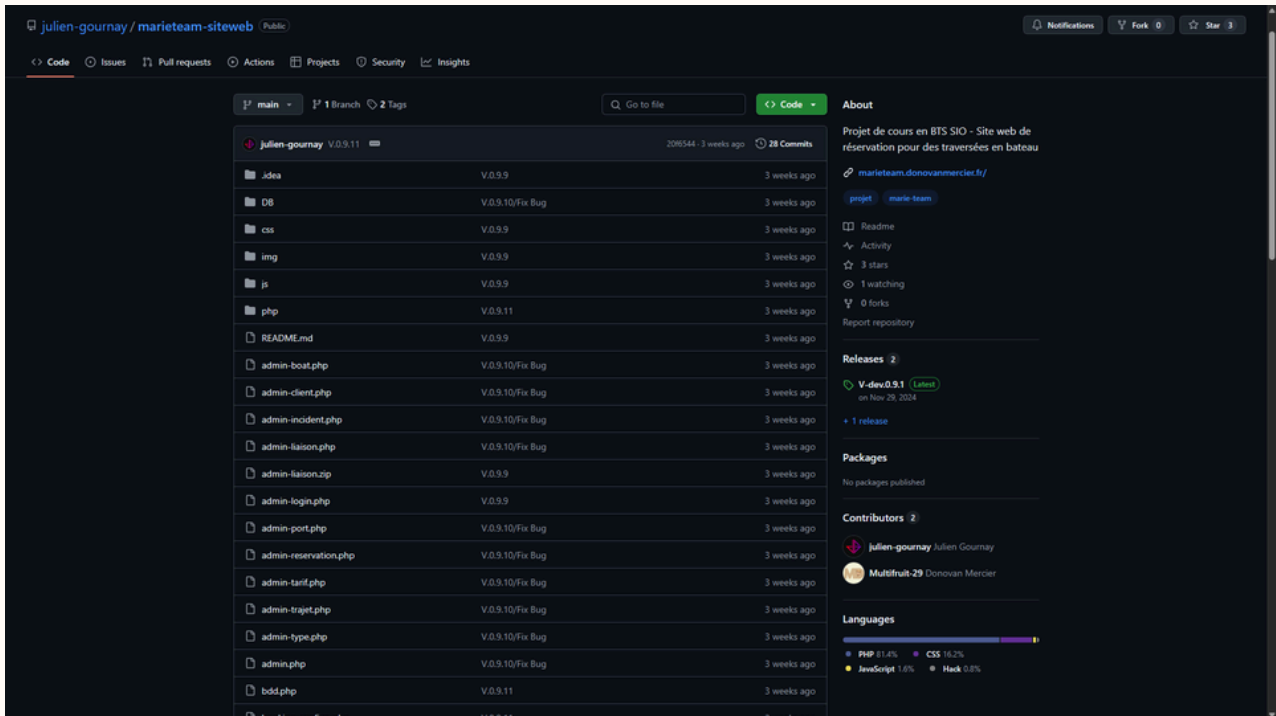 julien-gournay / marieteam-siteweb Public
Notifications Fork 0 Star 3
Code Issues Pull requests Actions Projects Security Insights
main 1 Branch 2 Tags Go to file Code
julien-gournay V.0.9.11 20f6544 · 3 weeks ago 28 Commits
.idea V.0.9.9 3 weeks ago
DB V.0.9.10/Fix Bug 3 weeks ago
css V.0.9.9 3 weeks ago
img V.0.9.9 3 weeks ago
js V.0.9.9 3 weeks ago
php V.0.9.11 3 weeks ago
README.md V.0.9.9 3 weeks ago
admin-boat.php V.0.9.10/Fix Bug 3 weeks ago
admin-client.php V.0.9.10/Fix Bug 3 weeks ago
admin-incident.php V.0.9.10/Fix Bug 3 weeks ago
admin-liaison.php V.0.9.10/Fix Bug 3 weeks ago
admin-liaison.zip V.0.9.9 3 weeks ago
admin-login.php V.0.9.9 3 weeks ago
admin-port.php V.0.9.10/Fix Bug 3 weeks ago
admin-reservation.php V.0.9.10/Fix Bug 3 weeks ago
admin-tarif.php V.0.9.10/Fix Bug 3 weeks ago
admin-trajet.php V.0.9.10/Fix Bug 3 weeks ago
admin-type.php V.0.9.10/Fix Bug 3 weeks ago
admin.php V.0.9.10/Fix Bug 3 weeks ago
bdd.php V.0.9.11 3 weeks ago
About
Projet de cours en BTS SIO - Site web de
réservation pour des traversées en bateau
marieteam.donovanmercier.fr/
projet marie-team
Readme
Activity
3 stars
1 watching
0 forks
Report repository
Releases 2
V-dev.0.9.1 Latest
on Nov 29, 2024
+ 1 release
Packages
No packages published
Contributors 2
julien-gournay Julien Gournay
Multifruit-29 Donovan Mercier
Languages
PHP 81.4% CSS 16.2%
JavaScript 1.6% Hack 0.8%